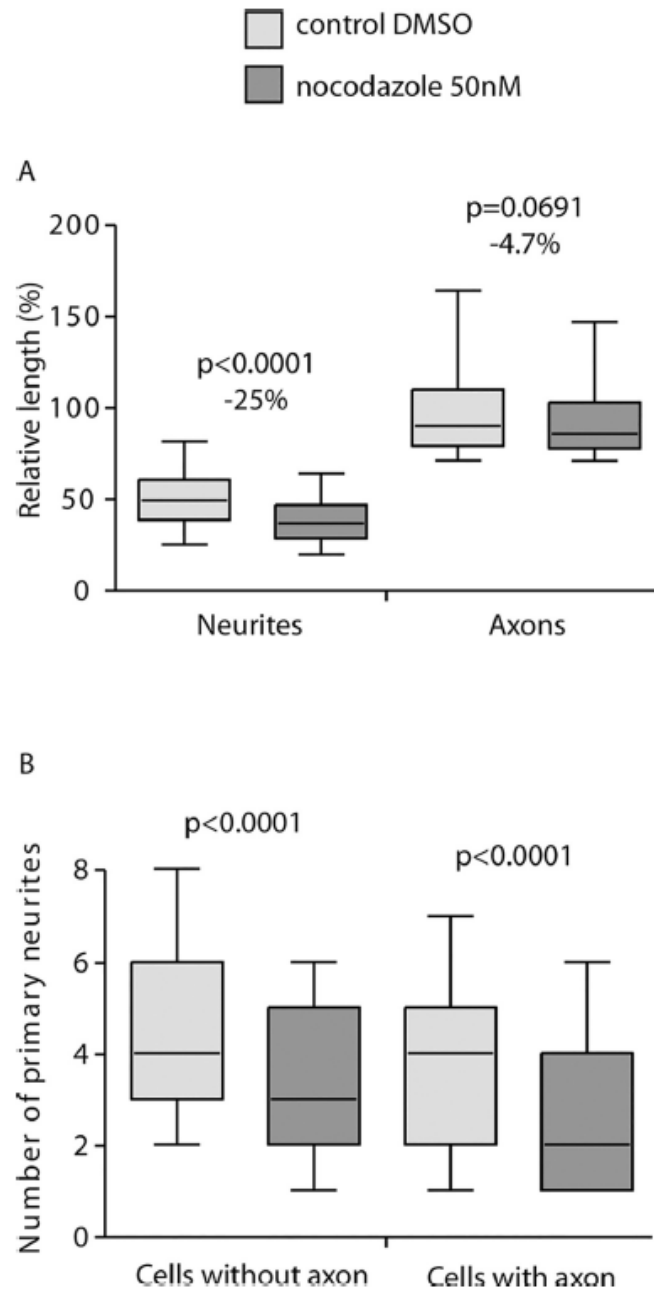 control DMSO
nocodazole 50nM
A
p=0.0691
-4.7%
p<0.0001
-25%
Relative length (%)
200
150
100
50
0
Neurites
Axons
B
p<0.0001
p<0.0001
Number of primary neurites
8
6
4
2
0
Cells without axon
Cells with axon